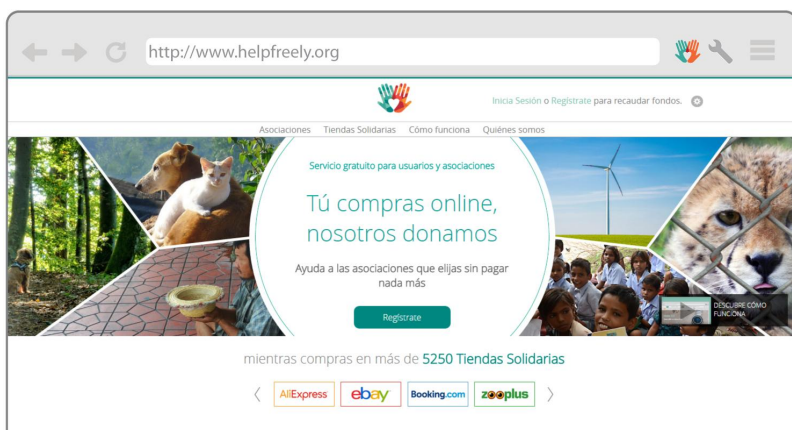 http://www.helpfreely.org
Inicia Sesión o Regístrate para recaudar fondos.
Asociaciones Tiendas Solidarias Cómo funciona Quiénes somos
Servicio gratuito para usuarios y asociaciones
Tú compras online,
nosotros donamos
Ayuda a las asociaciones que elijas sin pagar
nada más
Regístrate
DESCUBRE CÓMO
FUNCIONA
mientras compras en más de 5250 Tiendas Solidarias
AliExpress ebay Booking.com zooplus